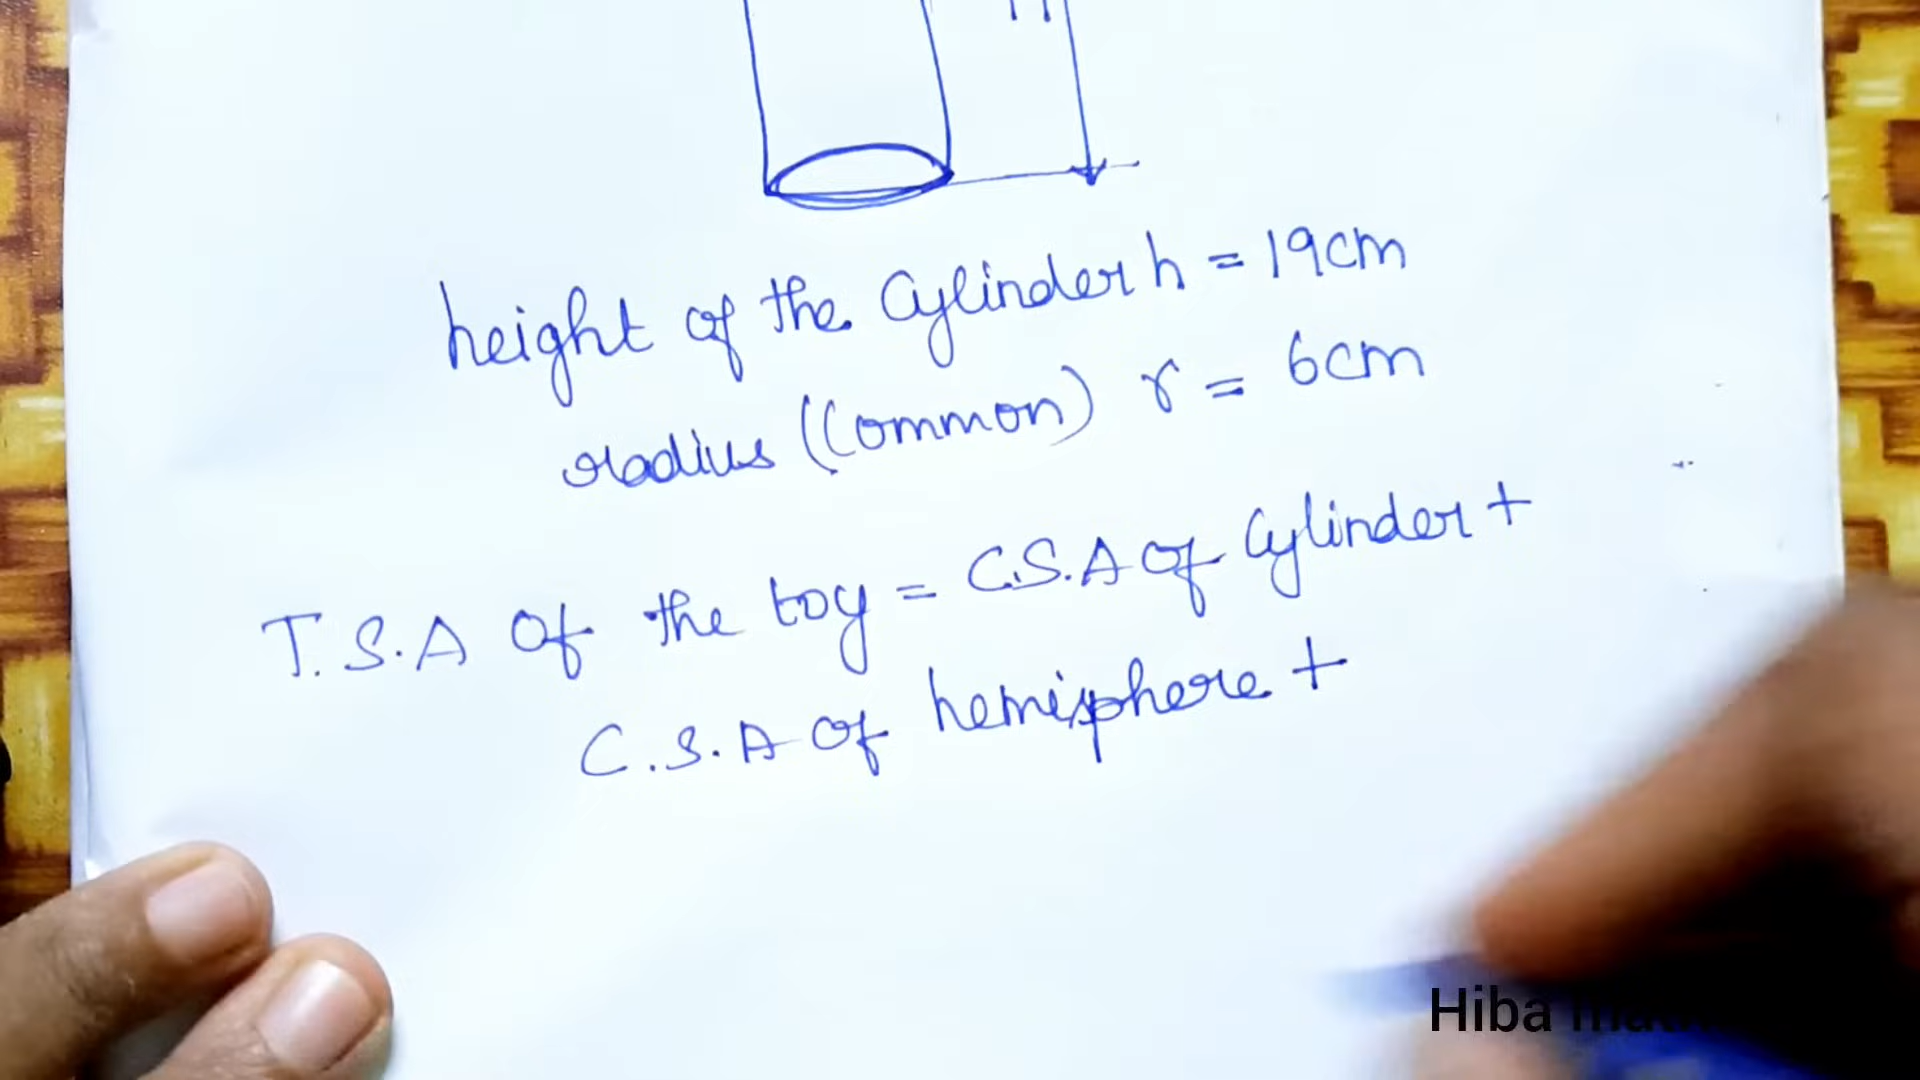 height of the Cylinder h = 19cm
radius (Common) r = 6cm
T.S.A Of the toy = C.S.A of Cylinder +
C.S.A of hemisphere +
Hiba